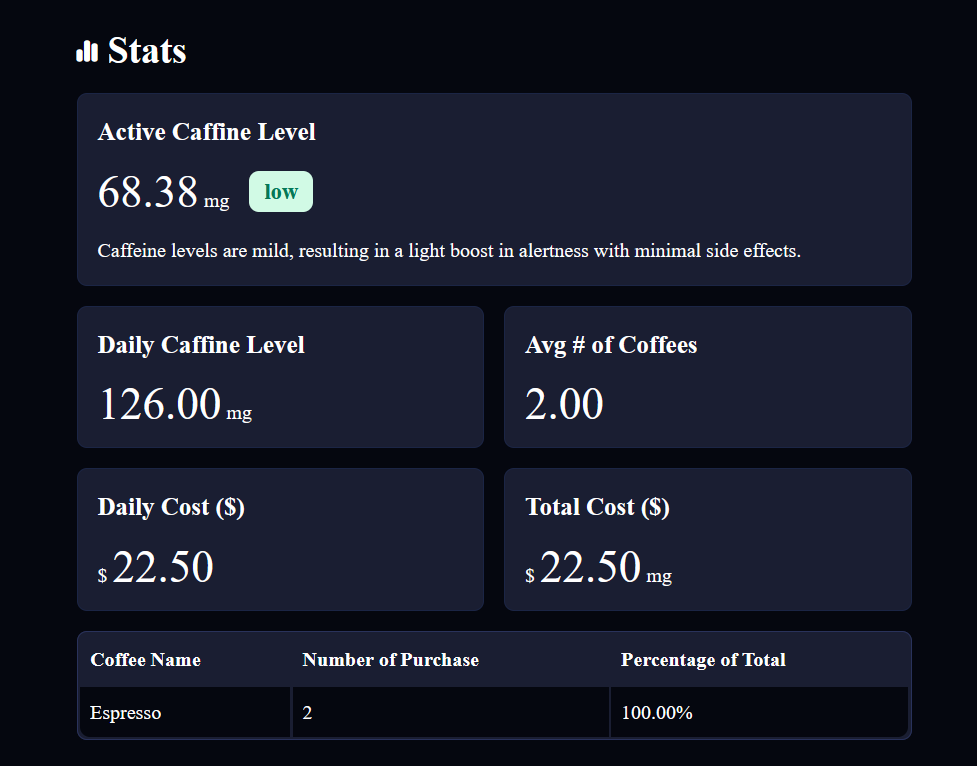 Stats
Active Caffine Level
68.38 mg low
Caffeine levels are mild, resulting in a light boost in alertness with minimal side effects.
Daily Caffine Level
126.00 mg
Avg # of Coffees
2.00
Daily Cost ($)
$ 22.50
Total Cost ($)
$ 22.50 mg
Coffee Name Number of Purchase Percentage of Total
Espresso 2 100.00%